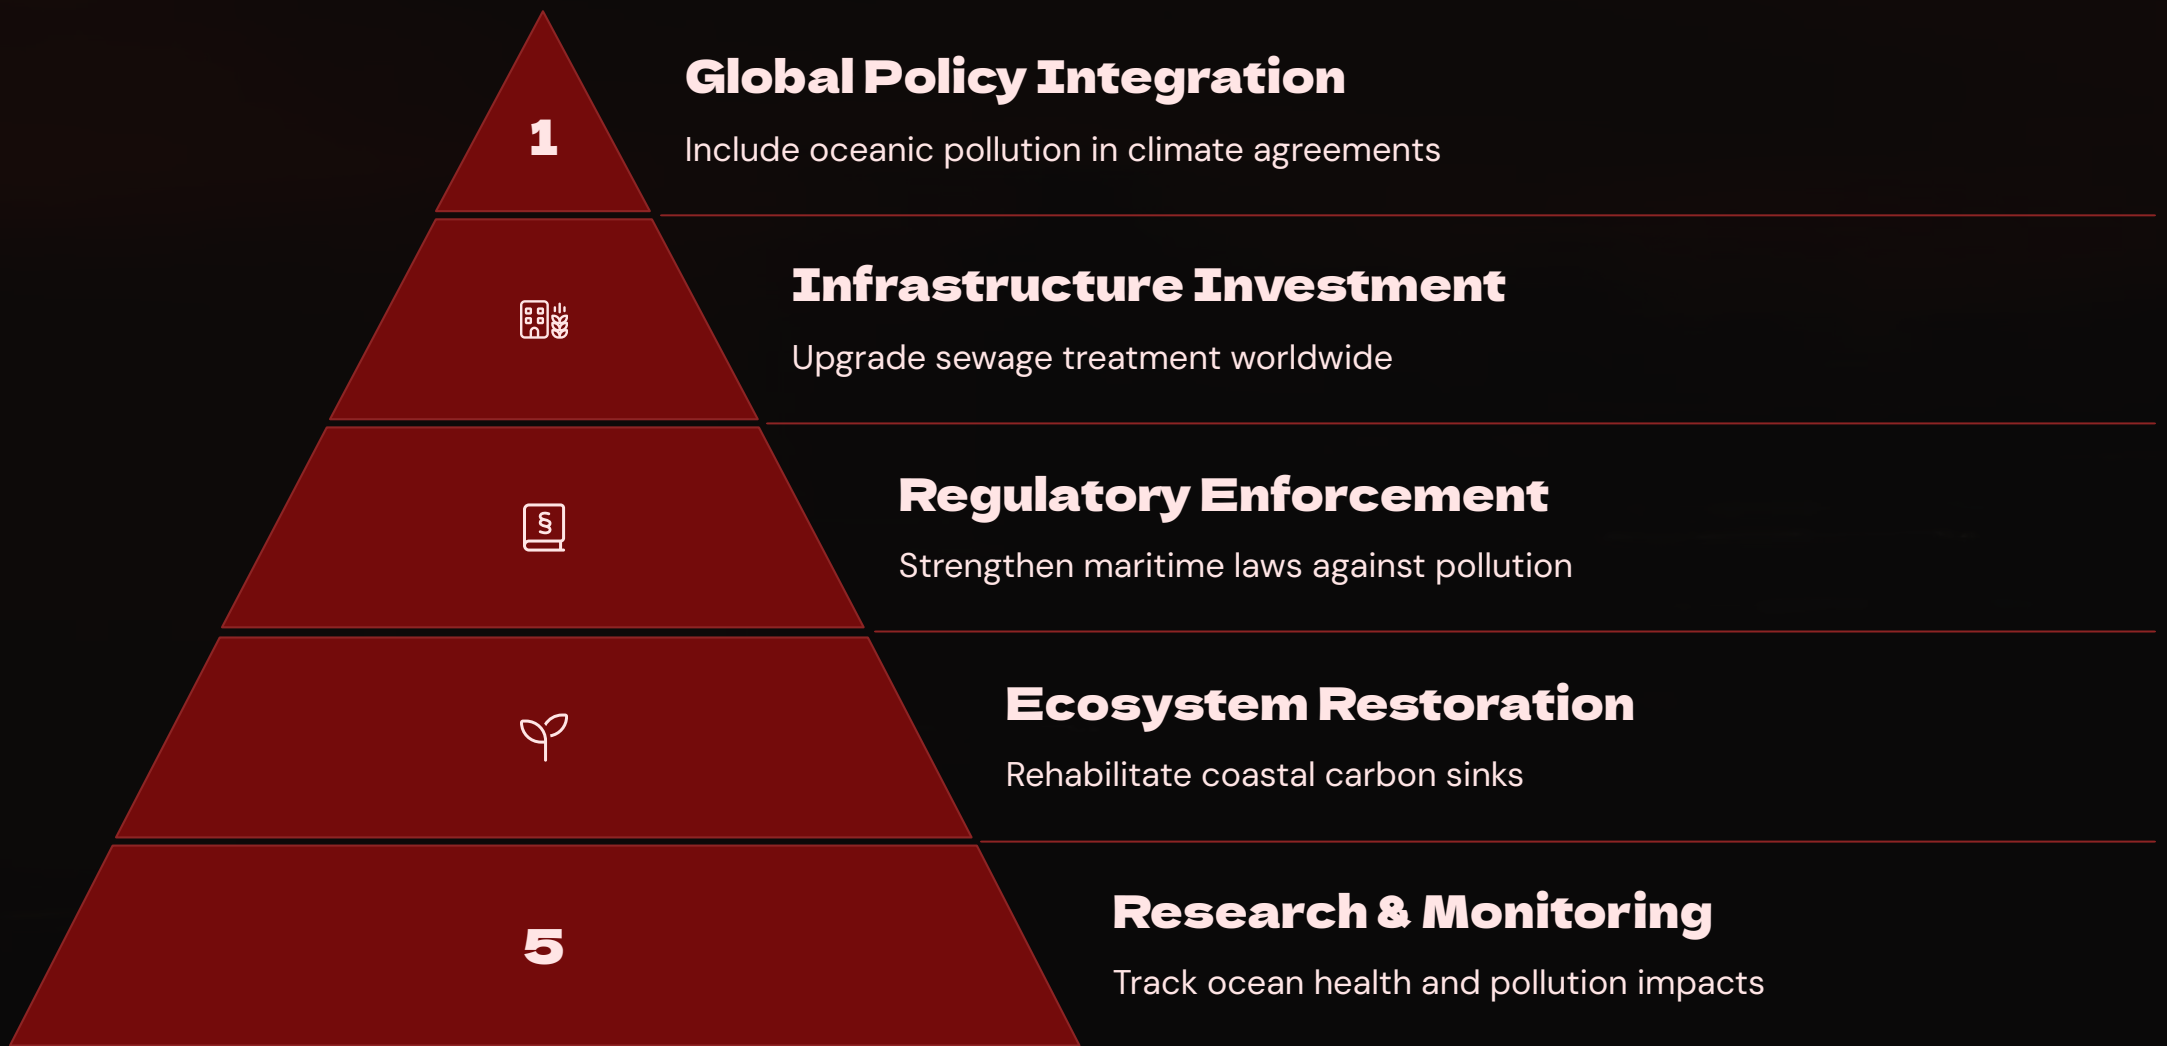 1
Global Policy Integration
Include oceanic pollution in climate agreements
Infrastructure Investment
Upgrade sewage treatment worldwide
§
Regulatory Enforcement
Strengthen maritime laws against pollution
Ecosystem Restoration
Rehabilitate coastal carbon sinks
5
Research & Monitoring
Track ocean health and pollution impacts